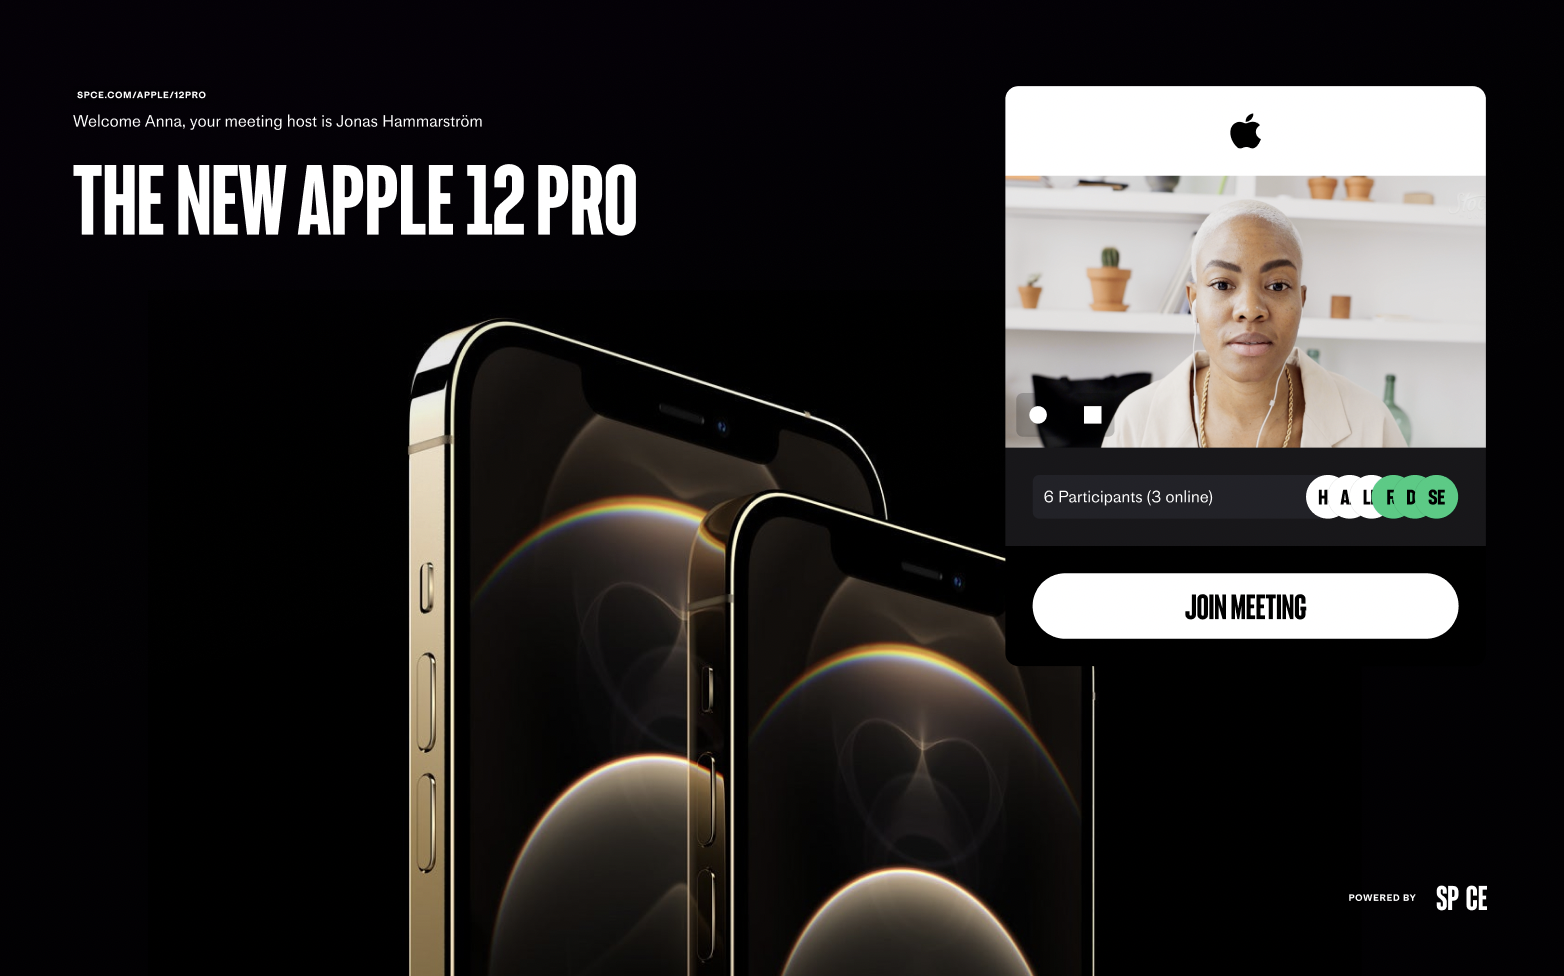 SPCE.COM/APPLE/12PRO
Welcome Anna, your meeting host is Jonas Hammarström
THE NEW APPLE 12 PRO
6 Participants (3 online)
H A L F D SE
JOIN MEETING
POWERED BY SP CE